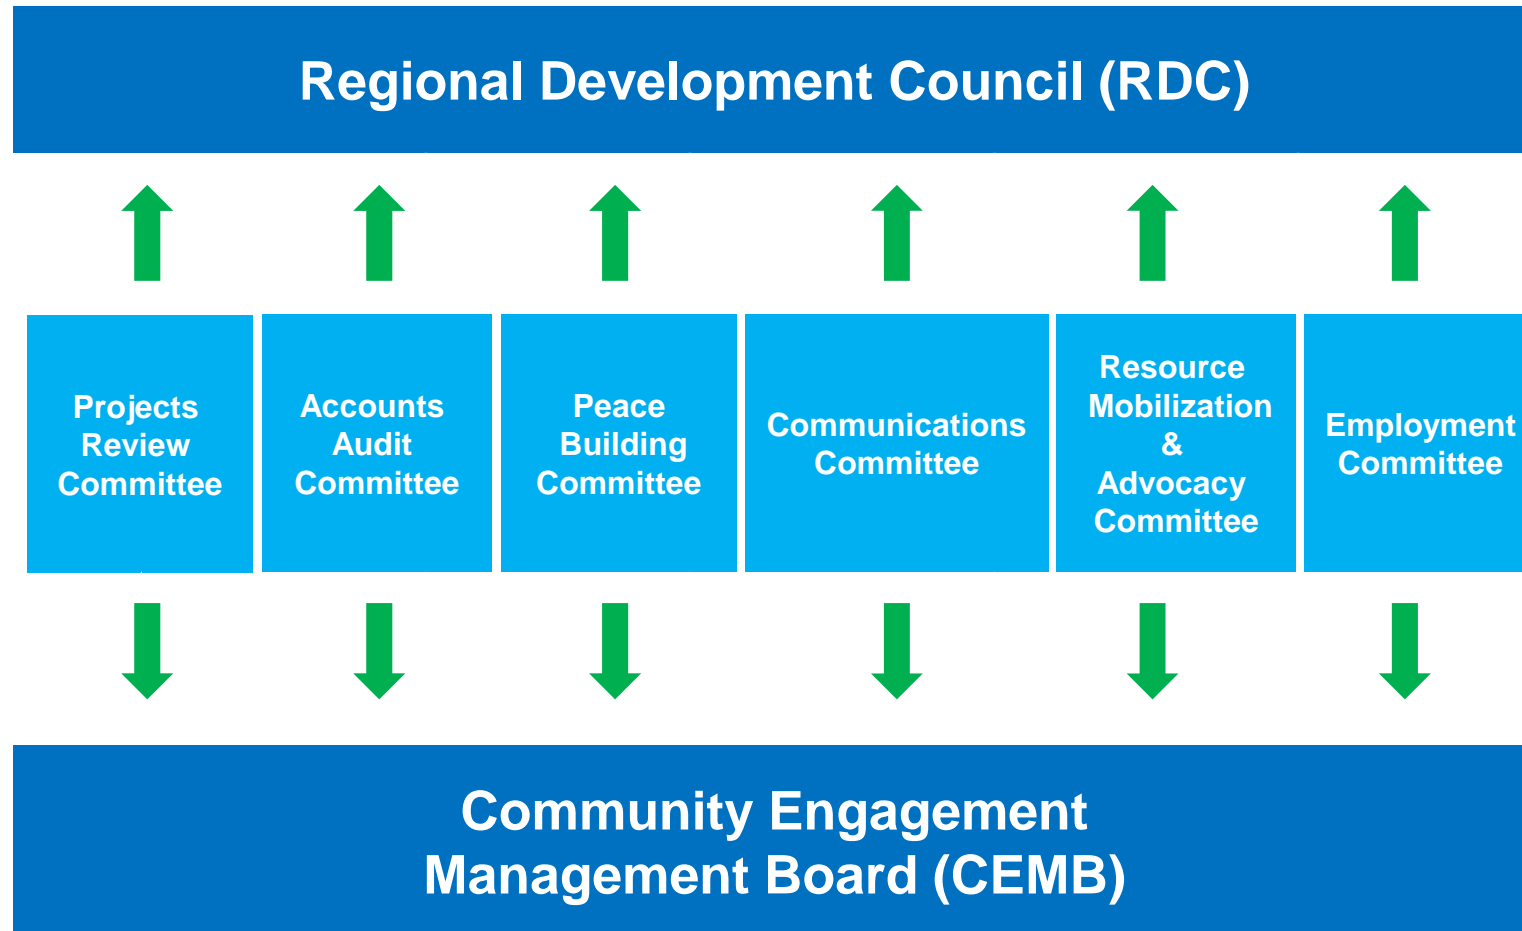 Regional Development Council (RDC)
Projects
Review
Committee
Accounts
Audit
Committee
Peace
Building
Committee
Communications
Committee
Resource
Mobilization
&
Advocacy
Committee
Employment
Committee
Community Engagement
Management Board (CEMB)